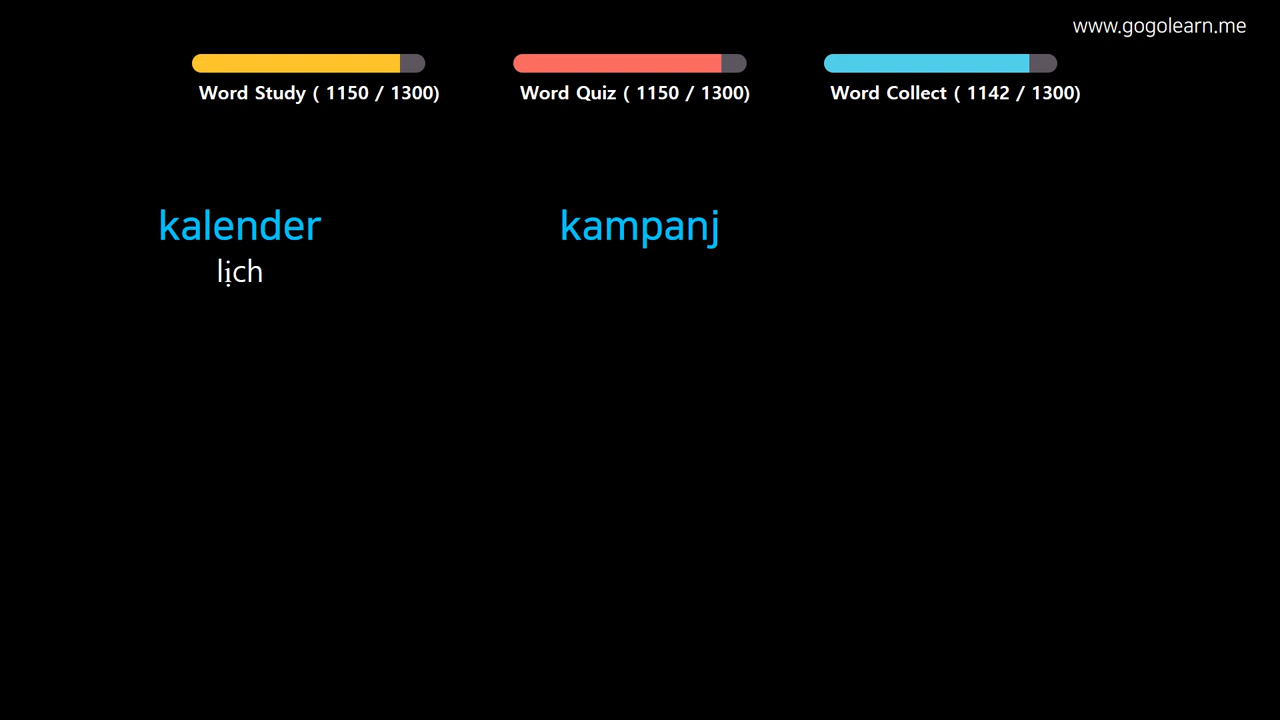 www.gogolearn.me
Word Study ( 1150 / 1300)
Word Quiz ( 1150 / 1300)
Word Collect ( 1142 / 1300)
kalender
lịch
kampanj